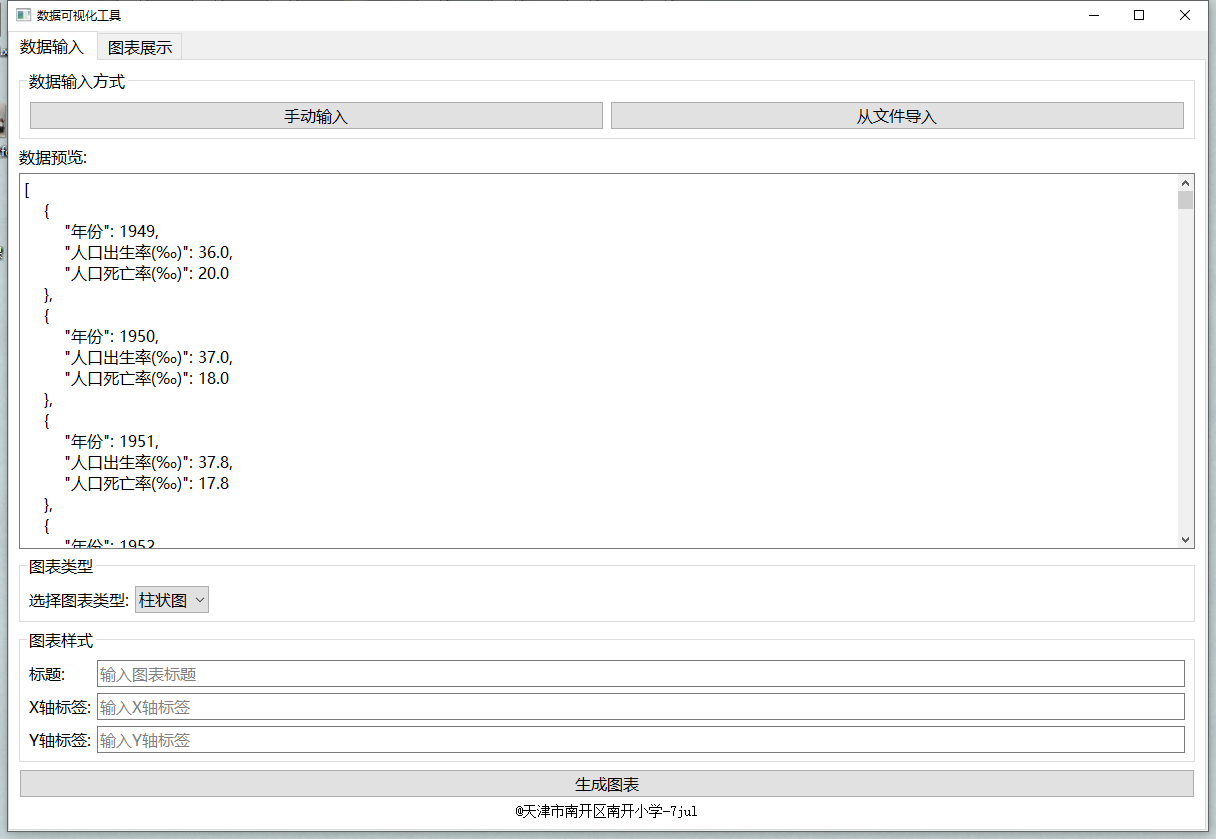 数据可视化工具
数据输入 图表展示
数据输入方式
手动输入 从文件导入
数据预览:
[
{
"年份": 1949,
"人口出生率(‰)": 36.0,
"人口死亡率(‰)": 20.0
},
{
"年份": 1950,
"人口出生率(‰)": 37.0,
"人口死亡率(‰)": 18.0
},
{
"年份": 1951,
"人口出生率(‰)": 37.8,
"人口死亡率(‰)": 17.8
},
{
"年份": 1952
图表类型
选择图表类型: 柱状图
图表样式
标题: 输入图表标题
X轴标签: 输入X轴标签
Y轴标签: 输入Y轴标签
生成图表
@天津市南开区南开小学-7jul